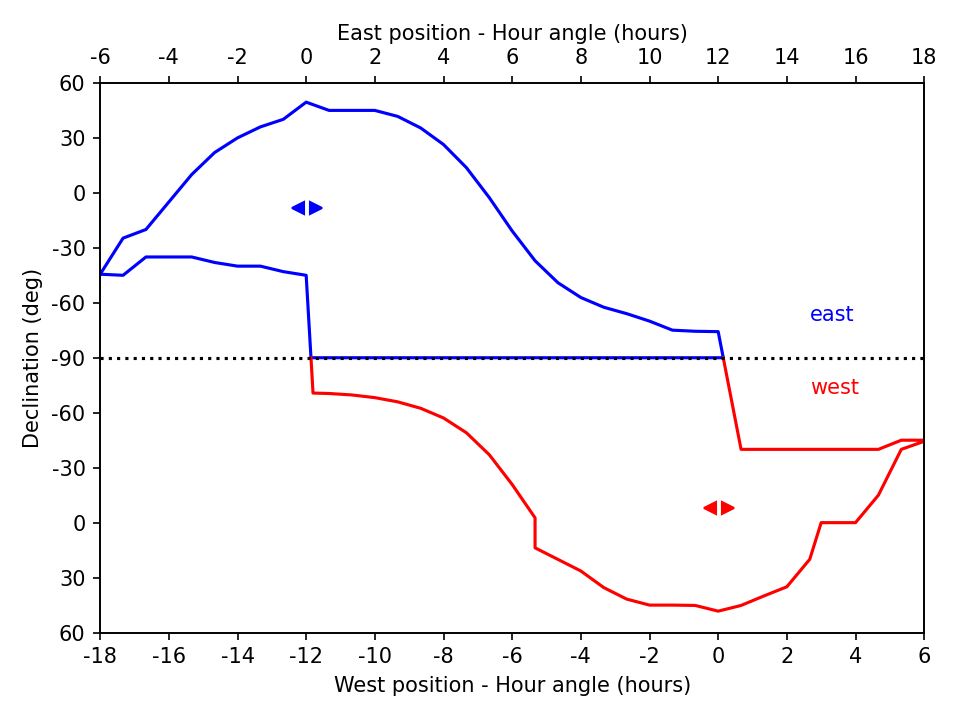 East position - Hour angle (hours)
-6 -4 -2 0 2 4 6 8 10 12 14 16 18
60
30
0
-30
-60
-90
-60
-30
0
30
60
Declination (deg)
east
west
-18 -16 -14 -12 -10 -8 -6 -4 -2 0 2 4 6
West position - Hour angle (hours)